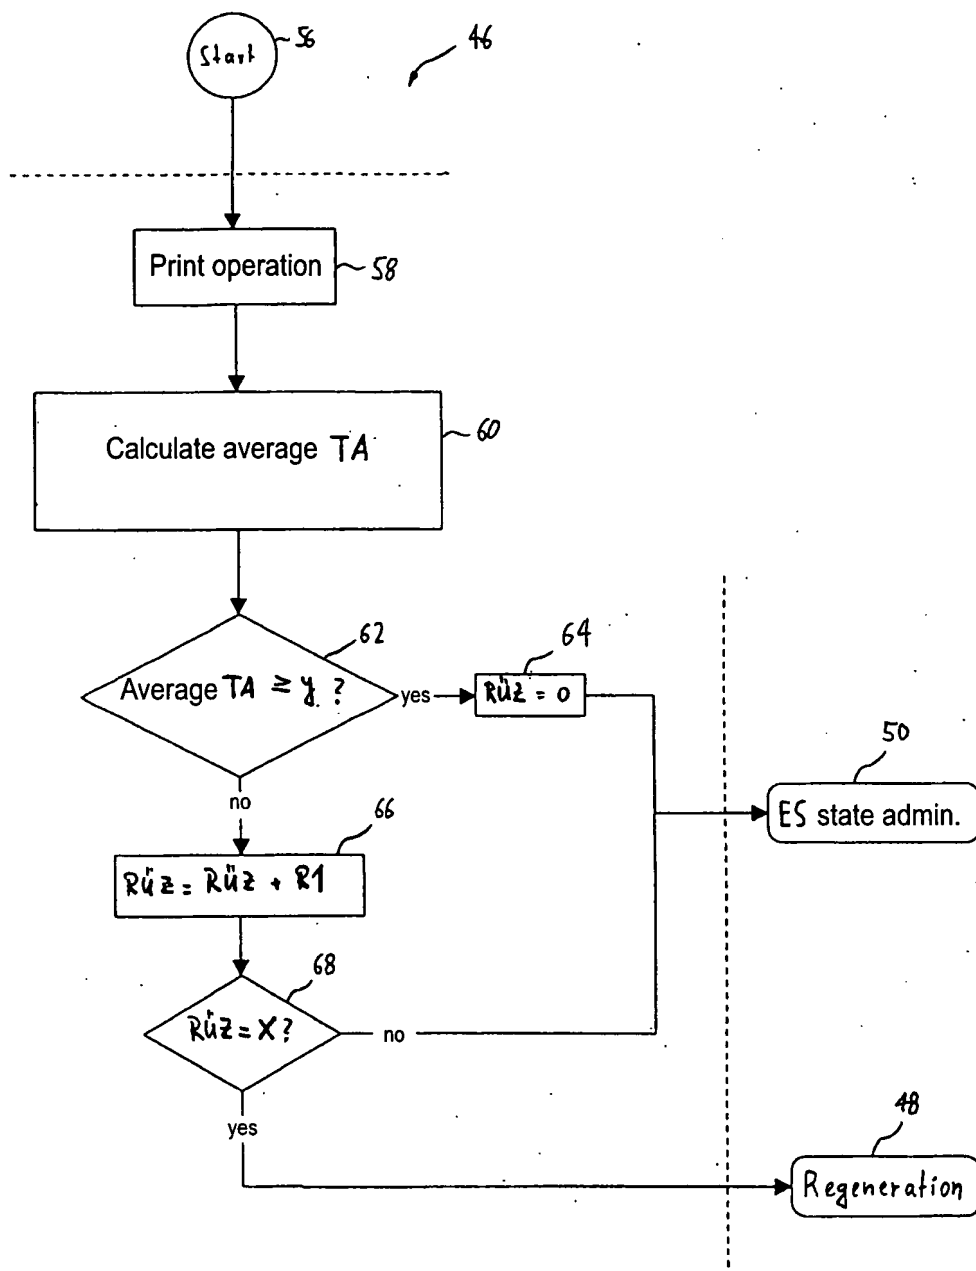 Start
56
46
Print operation
58
Calculate average TA
60
62
64
Average TA ≥ y. ?
yes
RÜZ = 0
50
ES state admin.
no
66
RÜZ = RÜZ + R1
68
RÜZ = X?
no
yes
48
Regeneration